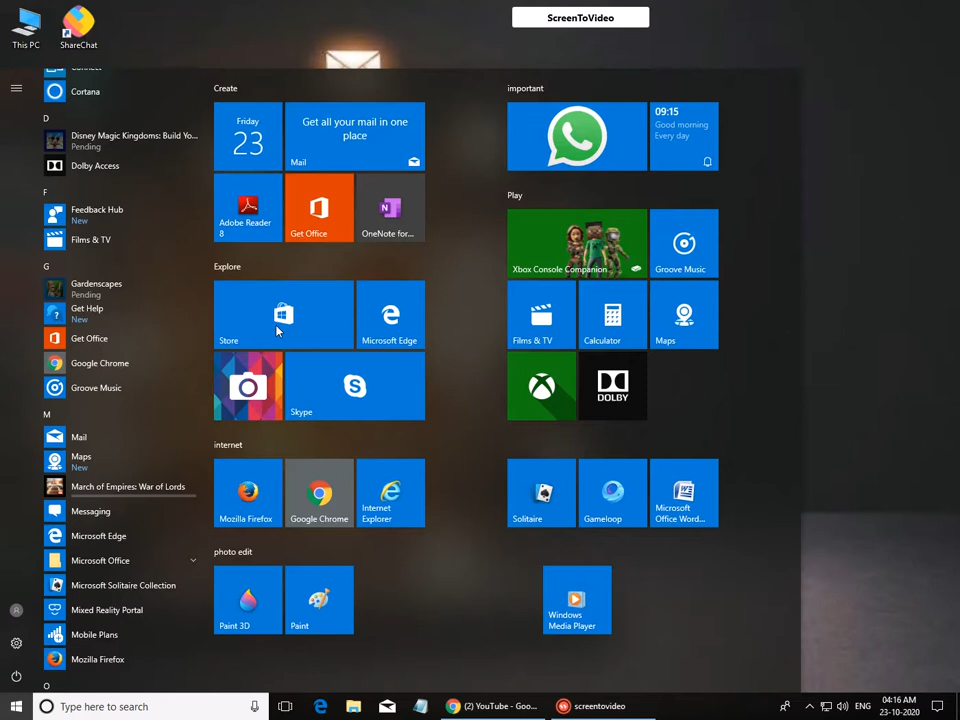 ScreenToVideo
This PC
ShareChat
Cortana
D
Disney Magic Kingdoms: Build Yo...
Pending
Dolby Access
F
Feedback Hub
New
Films & TV
G
Gardenscapes
Pending
Get Help
New
Get Office
Google Chrome
Groove Music
M
Mail
Maps
New
March of Empires: War of Lords
Messaging
Microsoft Edge
Microsoft Office
Microsoft Solitaire Collection
Mixed Reality Portal
Mobile Plans
Mozilla Firefox
O
Create
Friday
23
Get all your mail in one
place
Mail
Adobe Reader
8
Get Office
OneNote for...
Explore
Store
Microsoft Edge
Skype
internet
Mozilla Firefox
Google Chrome
Internet
Explorer
photo edit
Paint 3D
Paint
important
09:15
Good morning
Every day
Play
Xbox Console Companion
Groove Music
Films & TV
Calculator
Maps
DOLBY
Solitaire
Gameloop
Microsoft
Office Word...
Windows
Media Player
Type here to search
(2) YouTube - Goo...
screentovideo
ENG
04:16 AM
23-10-2020